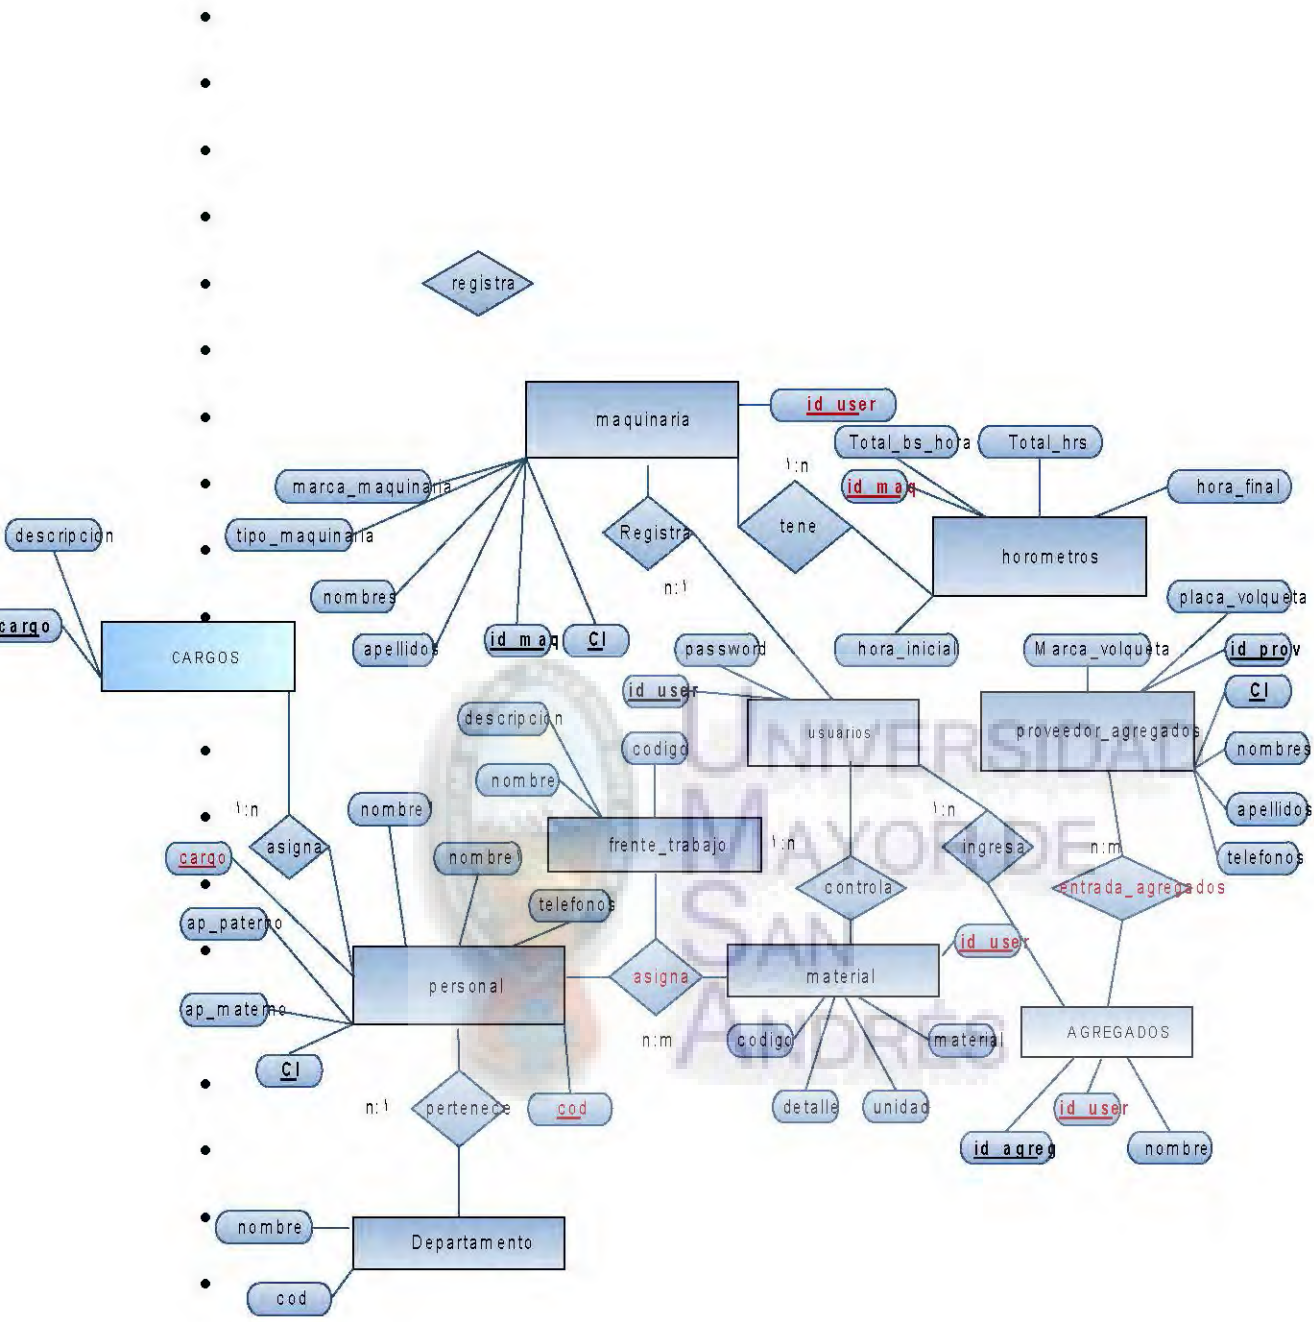 registra
maquinaria
id_user
Total_bs_hora
Total_hrs
1:n
marca_maquinaria
id_maq
hora_final
tipo_maquinaria
Registra
tene
descripción
horometros
n:1
nombres
placa_volqueta
cargo
apellidos
id_maq
CI
password
hora_inicial
Marca_volqueta
id_prov
CARGOS
id_user
CI
descripción
codigo
usuarios
proveedor_agregados
nombres
UNIVERSIDAD
nombre
1:n
nombre
1:n
apellidos
MAYOR DE
asigna
cargo
nombre
frente_trabajo
1:n
ingresa
n:m
telefonos
controla
entrada_agregados
telefonos
ap_paterno
SAN
id_user
personal
asigna
material
ap_materno
n:m
codigo
material
AGREGADOS
ANDRÉS
CI
n:1
pertenece
cod
detalle
unidad
id_user
id_agreg
nombre
nombre
Departamento
cod